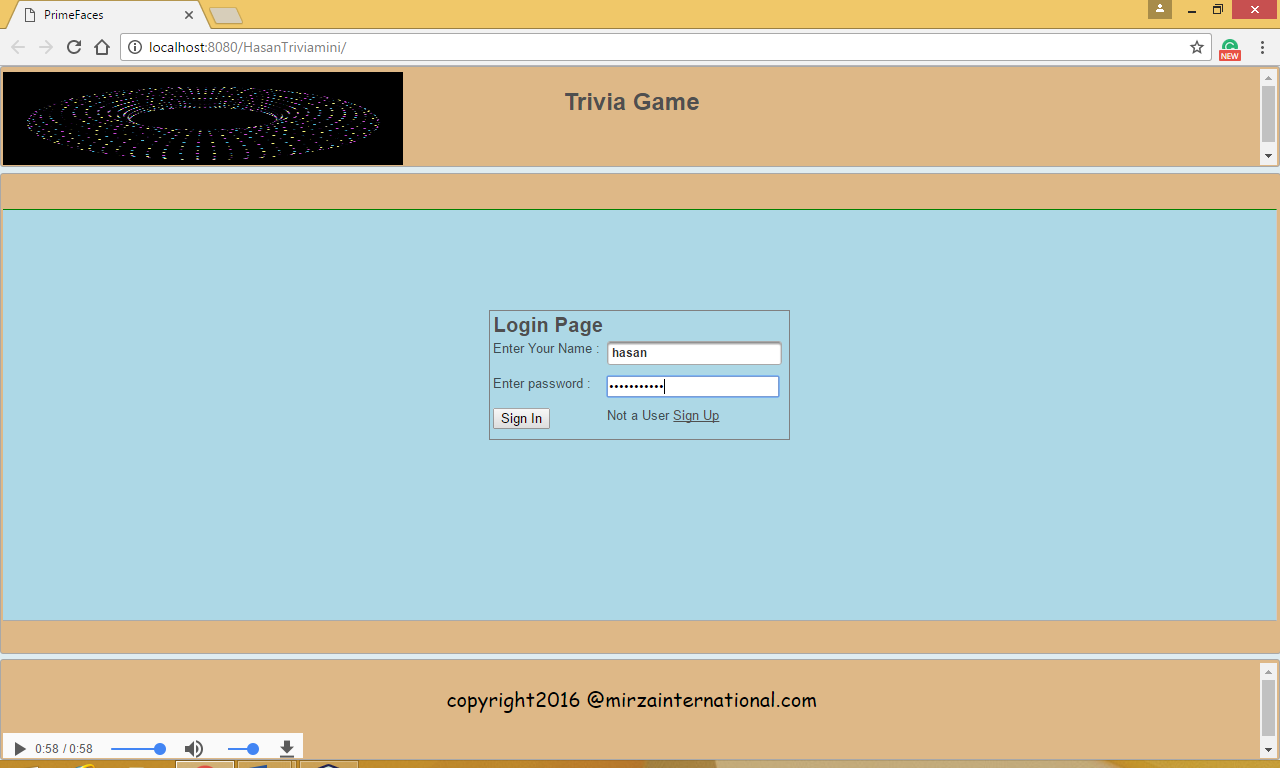 PrimeFaces
localhost:8080/HasanTriviamini/
NEW
Trivia Game
Login Page
Enter Your Name : hasan
Enter password : •••••••••••
Sign In Not a User Sign Up
copyright2016 @mirzainternational.com
0:58 / 0:58